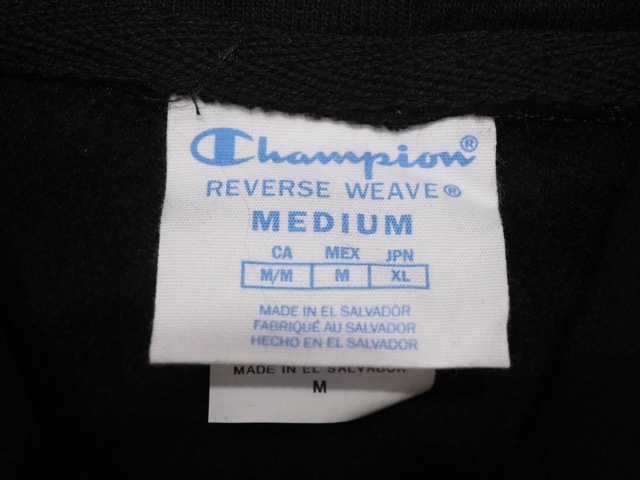 Champion®
REVERSE WEAVE®
MEDIUM
CA MEX JPN
M/M M XL
MADE IN EL SALVADOR
FABRIQUÉ AU SALVADOR
HECHO EN EL SALVADOR
MADE IN EL SALVADOR
M